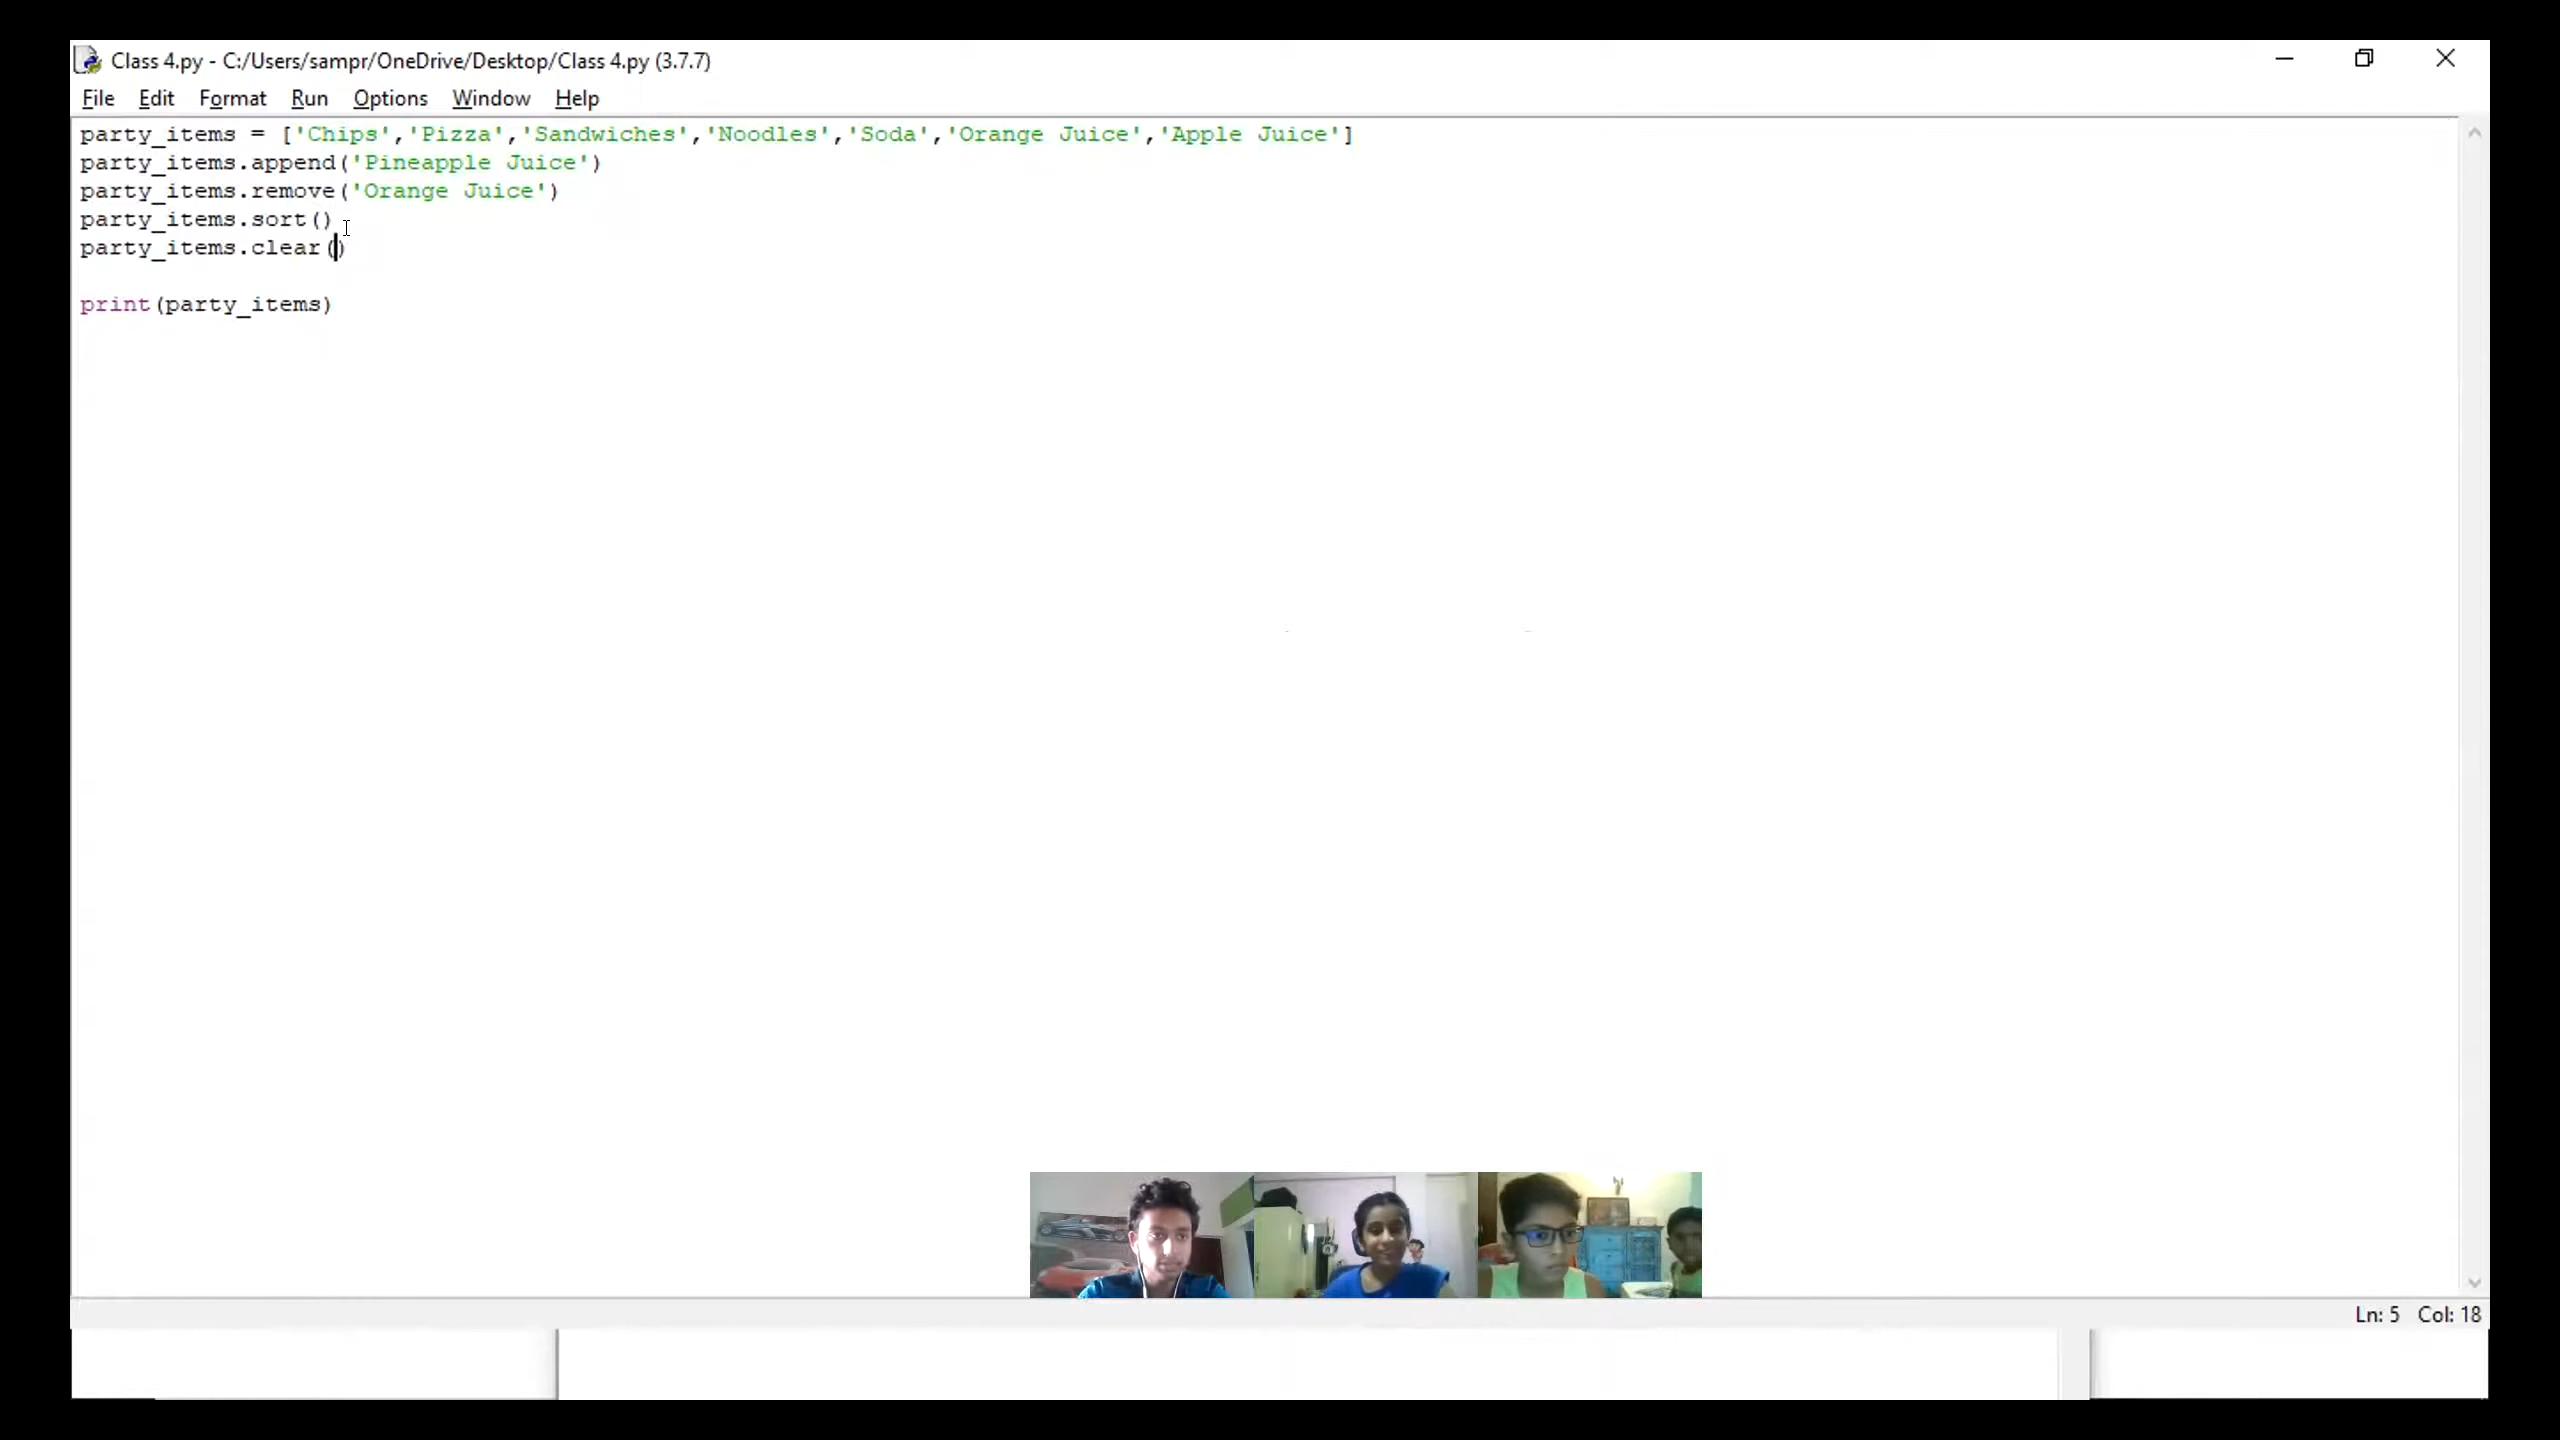 Class 4.py - C:/Users/sampr/OneDrive/Desktop/Class 4.py (3.7.7)
File Edit Format Run Options Window Help
party_items = ['Chips','Pizza','Sandwiches','Noodles','Soda','Orange Juice','Apple Juice']
party_items.append('Pineapple Juice')
party_items.remove('Orange Juice')
party_items.sort()
party_items.clear()
print(party_items)
Ln: 5 Col: 18